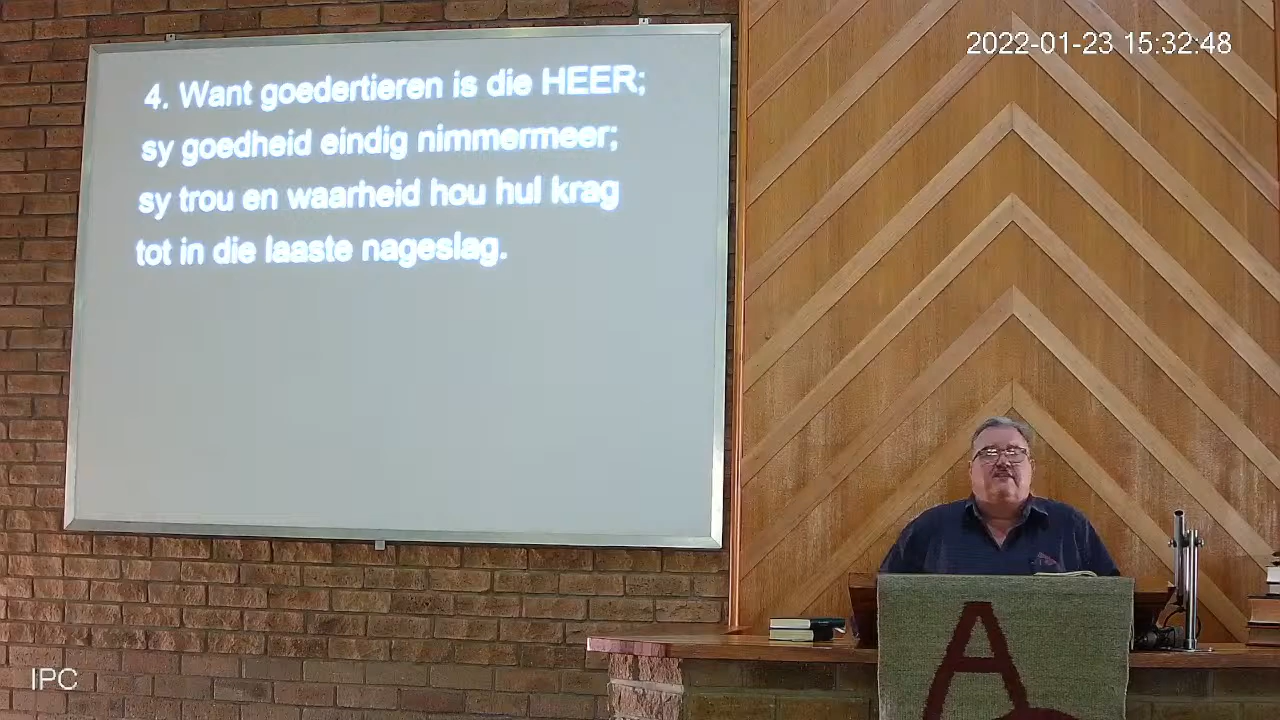 2022-01-23 15:32:48
4. Want goedertieren is die HEER;
sy goedheid eindig nimmermeer;
sy trou en waarheid hou hul krag
tot in die laaste nageslag.
A
IPC